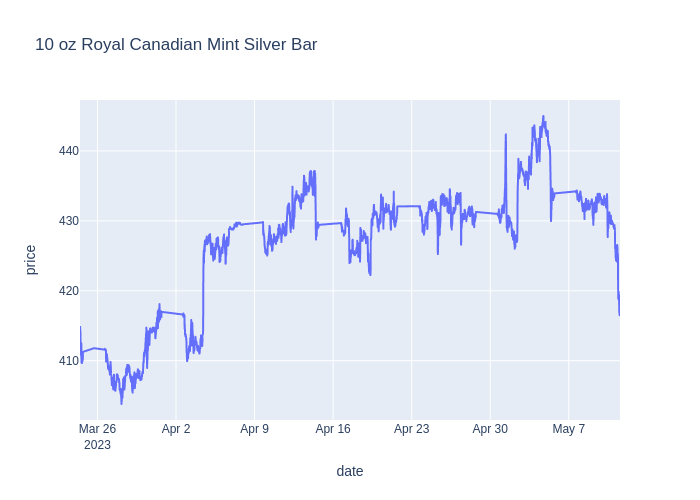 10 oz Royal Canadian Mint Silver Bar
price
440
430
420
410
Mar 26
2023
Apr 2
Apr 9
Apr 16
Apr 23
Apr 30
May 7
date